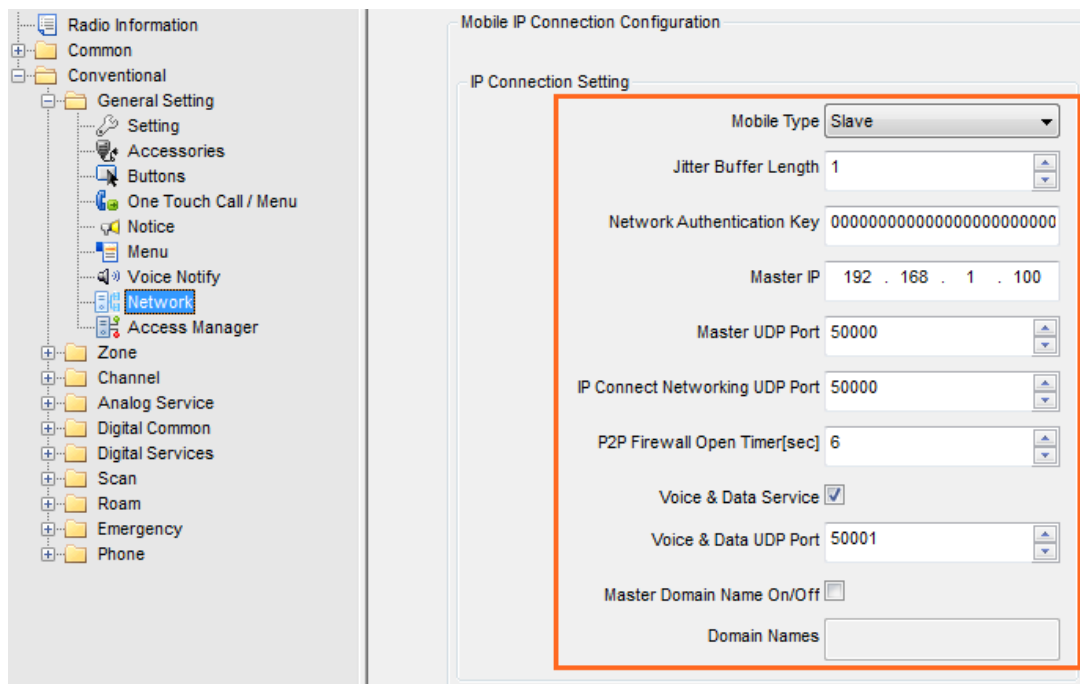 Radio Information
Common
Conventional
General Setting
Setting
Accessories
Buttons
One Touch Call / Menu
Notice
Menu
Voice Notify
Network
Access Manager
Zone
Channel
Analog Service
Digital Common
Digital Services
Scan
Roam
Emergency
Phone
Mobile IP Connection Configuration
IP Connection Setting
Mobile Type Slave
Jitter Buffer Length 1
Network Authentication Key 000000000000000000000000
Master IP 192 . 168 . 1 . 100
Master UDP Port 50000
IP Connect Networking UDP Port 50000
P2P Firewall Open Timer[sec] 6
Voice & Data Service
Voice & Data UDP Port 50001
Master Domain Name On/Off
Domain Names